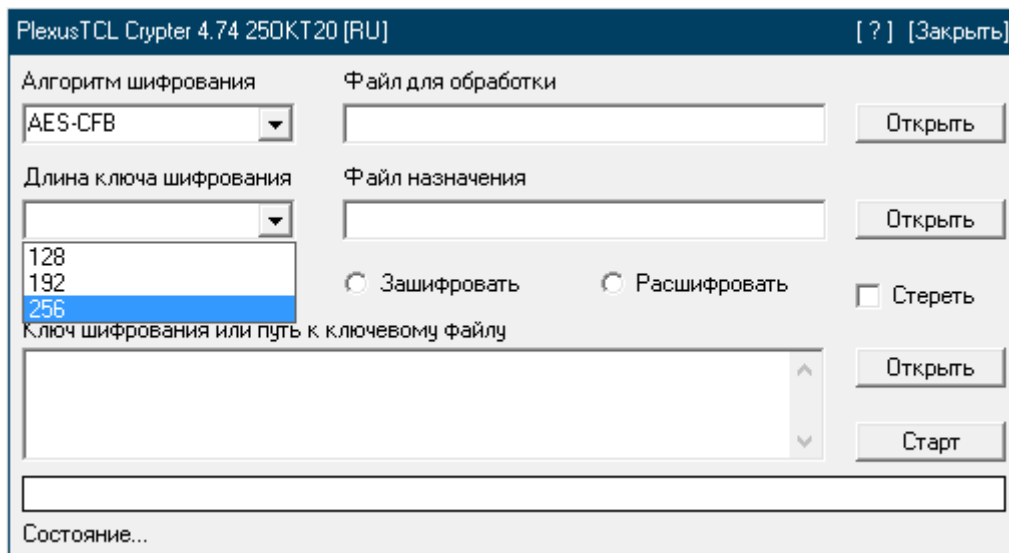 PlexusTCL Crypter 4.74 25OKT20 [RU] [ ? ] [Закрыть]
Алгоритм шифрования Файл для обработки
AES-CFB Открыть
Длина ключа шифрования Файл назначения
Открыть
128
192
256
Зашифровать Расшифровать Стереть
Ключ шифрования или путь к ключевому файлу
Открыть
Старт
Состояние...